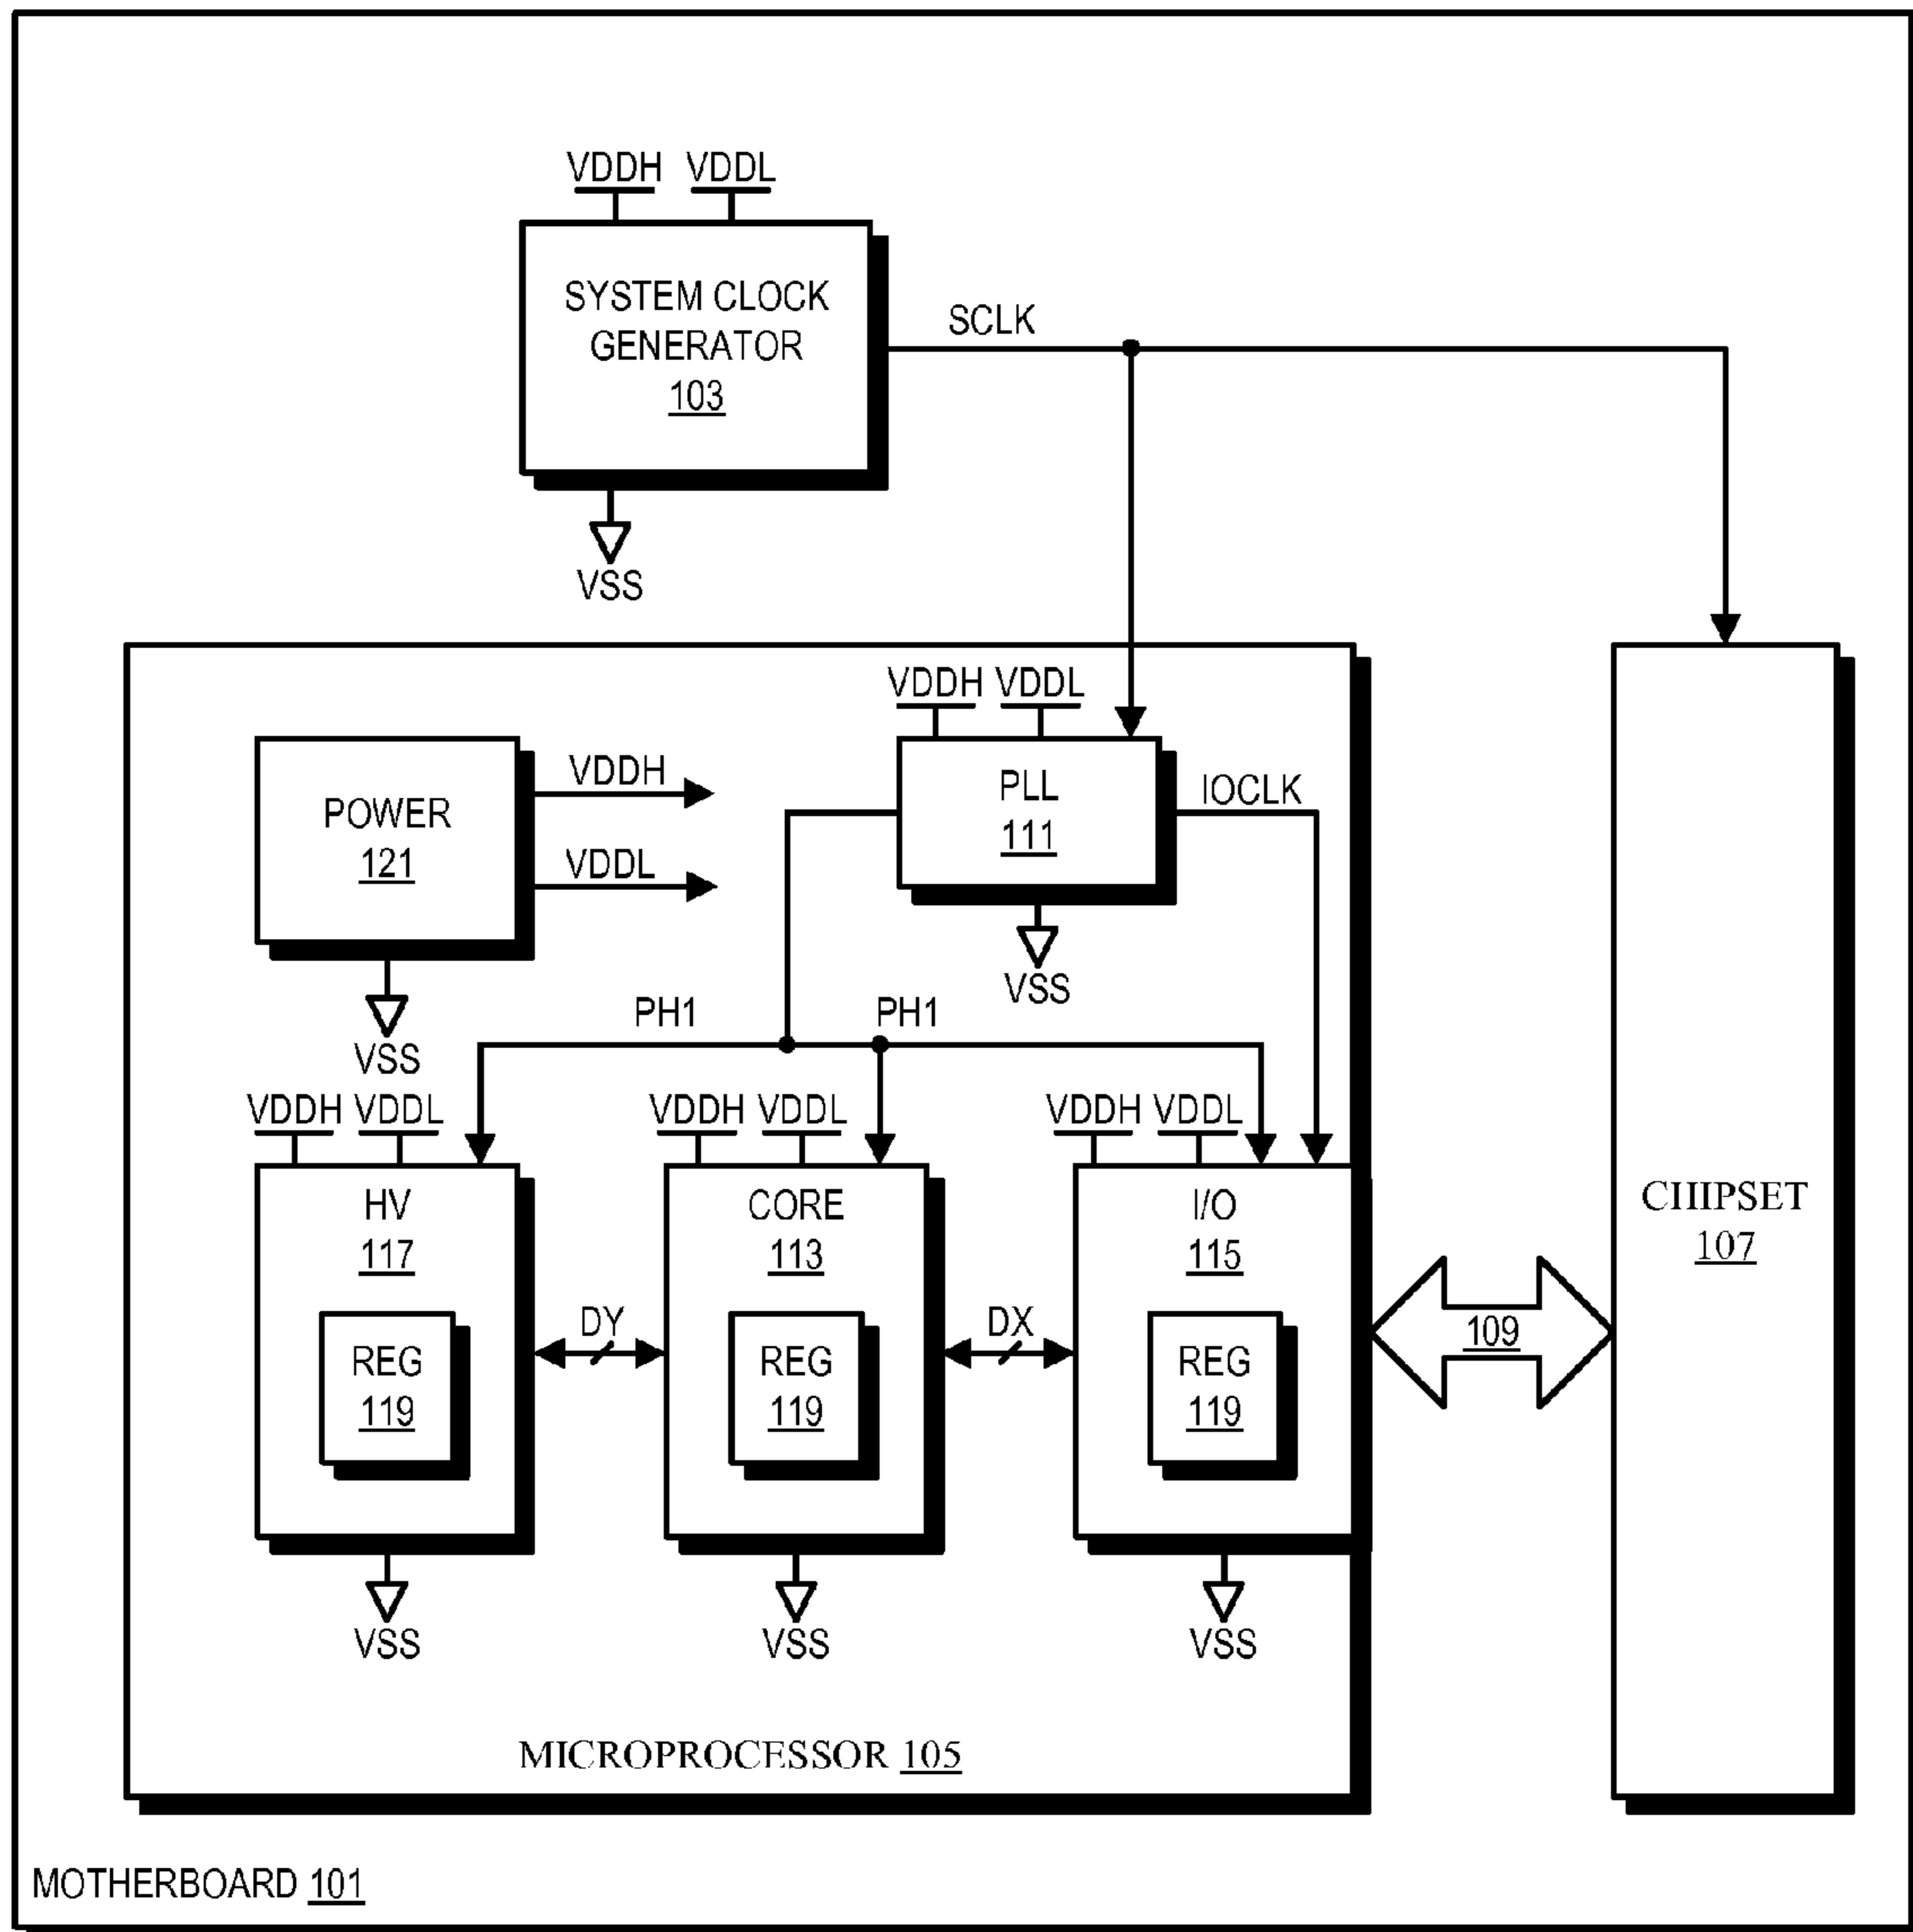 VDDH VDDL
SYSTEM CLOCK
GENERATOR
103
SCLK
VSS
VDDH VDDL
PLL
111
IOCLK
VSS
POWER
121
VDDH
VDDL
VSS
PH1 PH1
VDDH VDDL
VDDH VDDL
VDDH VDDL
HV
117
REG
119
DY
CORE
113
REG
119
DX
I/O
115
REG
119
109
CHIPSET
107
VSS
VSS
VSS
MICROPROCESSOR 105
MOTHERBOARD 101